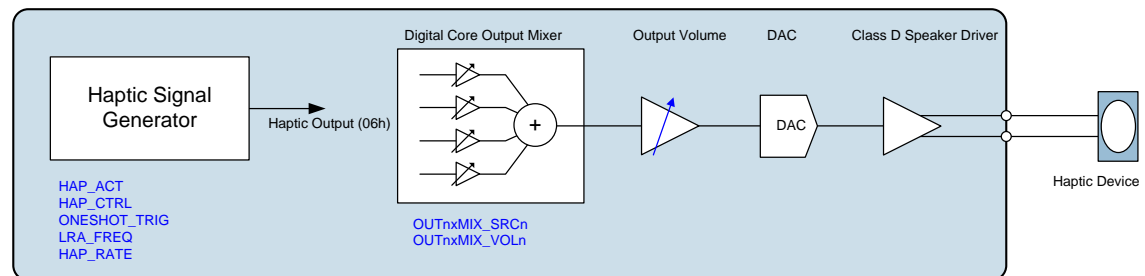 Digital Core Output Mixer
Output Volume
DAC
Class D Speaker Driver
Haptic Signal
Generator
Haptic Output (06h)
+
DAC
Haptic Device
HAP_ACT
HAP_CTRL
ONESHOT_TRIG
LRA_FREQ
HAP_RATE
OUTnxMIX_SRCn
OUTnxMIX_VOLn